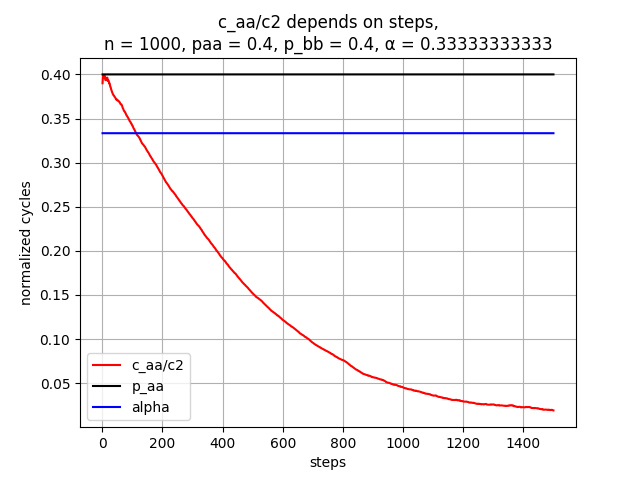 c_aa/c2 depends on steps,
n = 1000, paa = 0.4, p_bb = 0.4, α = 0.33333333333
0.40
0.35
0.30
0.25
0.20
0.15
0.10
0.05
normalized cycles
c_aa/c2
p_aa
alpha
0 200 400 600 800 1000 1200 1400
steps